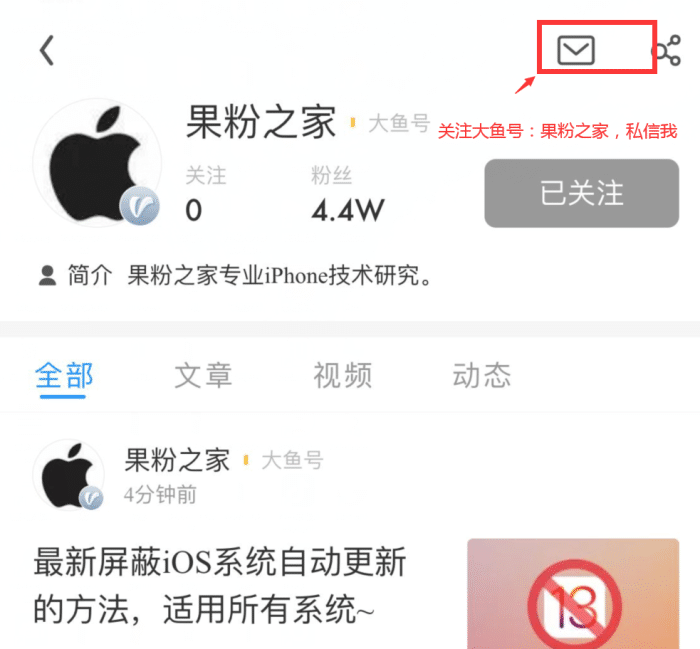 果粉之家 大鱼号
关注大鱼号：果粉之家，私信我
关注 粉丝
0 4.4W
已关注
简介 果粉之家专业iPhone技术研究。
全部 文章 视频 动态
果粉之家 大鱼号
4分钟前
最新屏蔽iOS系统自动更新
的方法，适用所有系统~
13